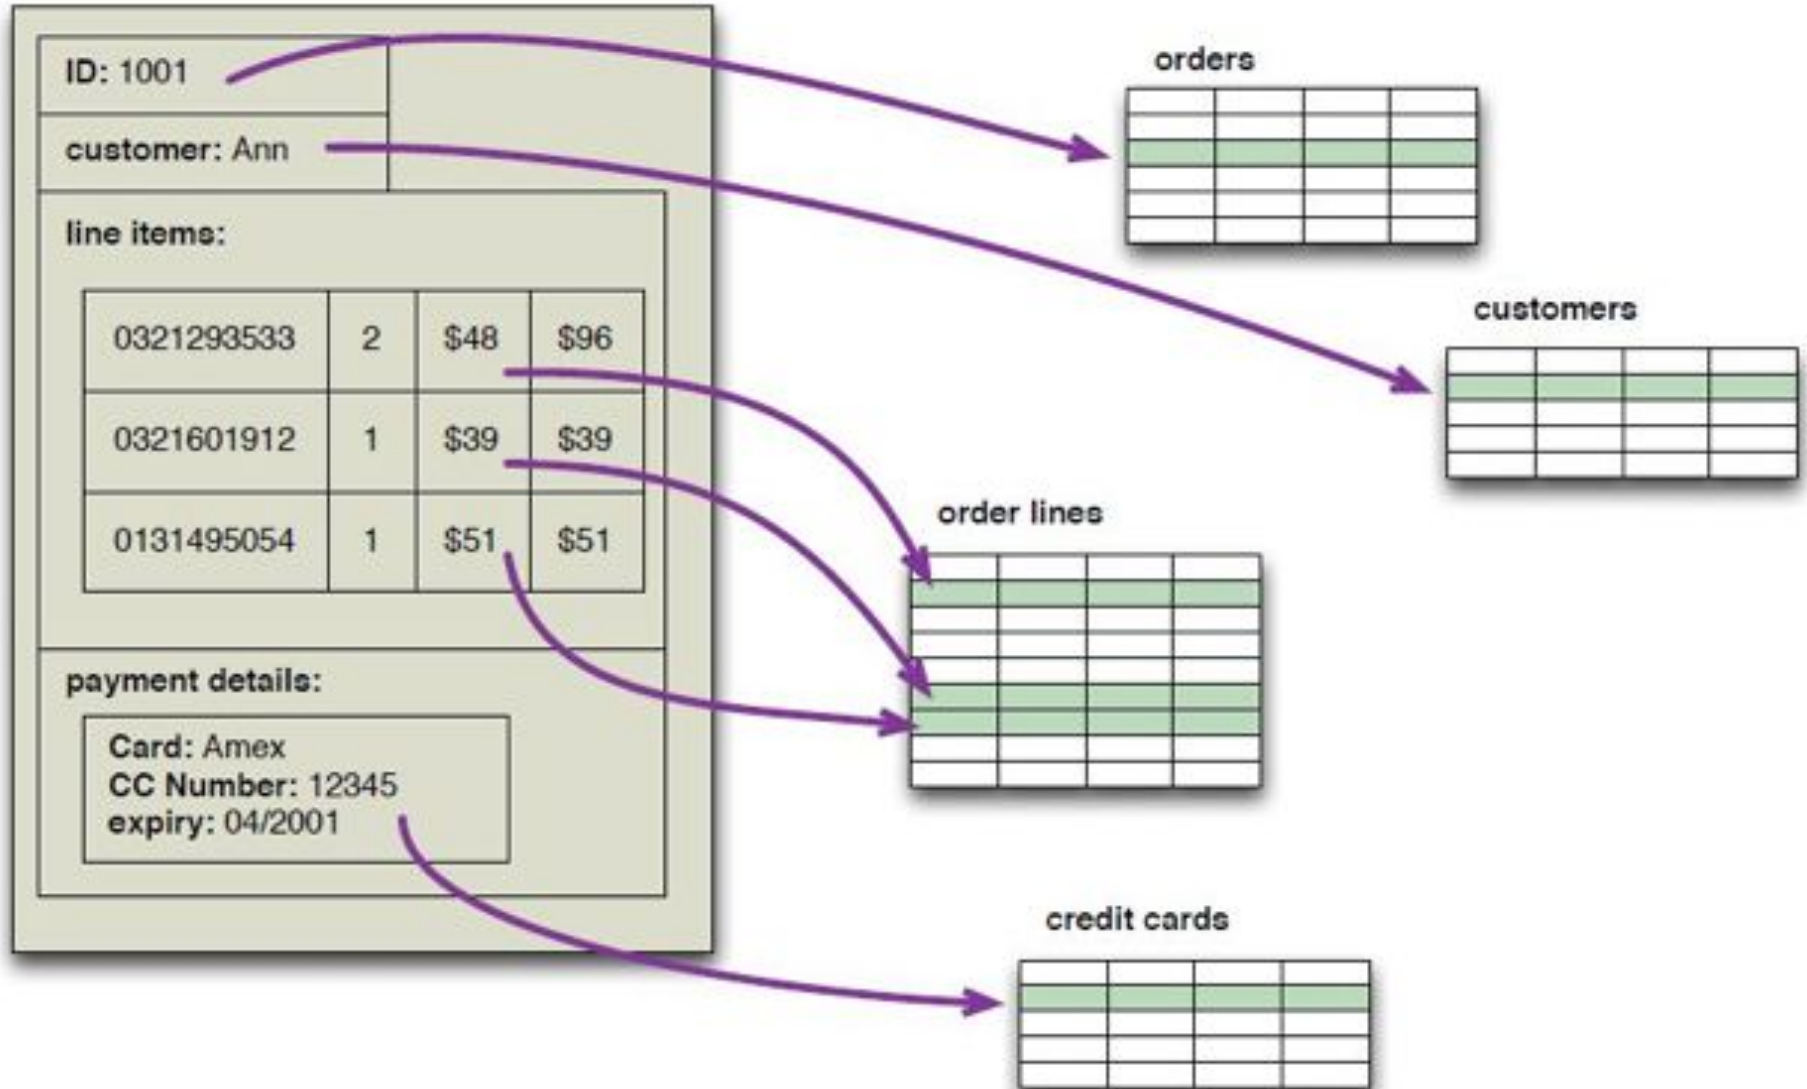 ID: 1001
customer: Ann
line items:
0321293533 2 $48 $96
0321601912 1 $39 $39
0131495054 1 $51 $51
payment details:
Card: Amex
CC Number: 12345
expiry: 04/2001
orders
customers
order lines
credit cards